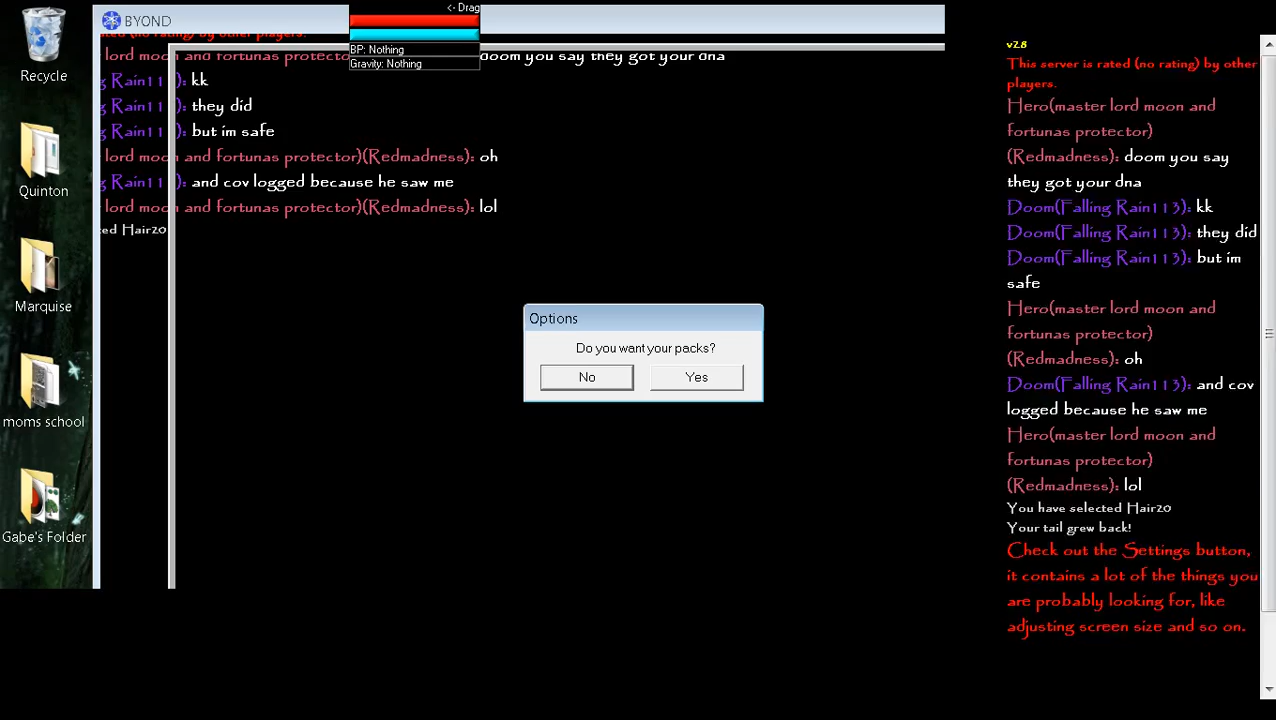 <- Drag
BYOND
BP: Nothing
Gravity: Nothing
Recycle
Quinton
Marquise
moms school
Gabe's Folder
lord moo n and fortunas protector) doom you say they got your dna
g Rain11 ): kk
g Rain11 ): they did
g Rain11 ): but im safe
lord moo n and fortunas protector)(Redmadness): oh
g Rain11 ): and cov logged because he saw me
lord moo n and fortunas protector)(Redmadness): lol
ted Hair20
Options
Do you want your packs?
No
Yes
v2.8
This server is rated (no rating) by other
players.
Hero(master lord moon and
fortunas protector)
(Redmadness): doom you say
they got your dna
Doom(Falling Rain113): kk
Doom(Falling Rain113): they did
Doom(Falling Rain113): but im
safe
Hero(master lord moon and
fortunas protector)
(Redmadness): oh
Doom(Falling Rain113): and cov
logged because he saw me
Hero(master lord moon and
fortunas protector)
(Redmadness): lol
You have selected Hair20
Your tail grew back!
Check out the Settings button,
it contains a lot of the things you
are probably looking for, like
adjusting screen size and so on.